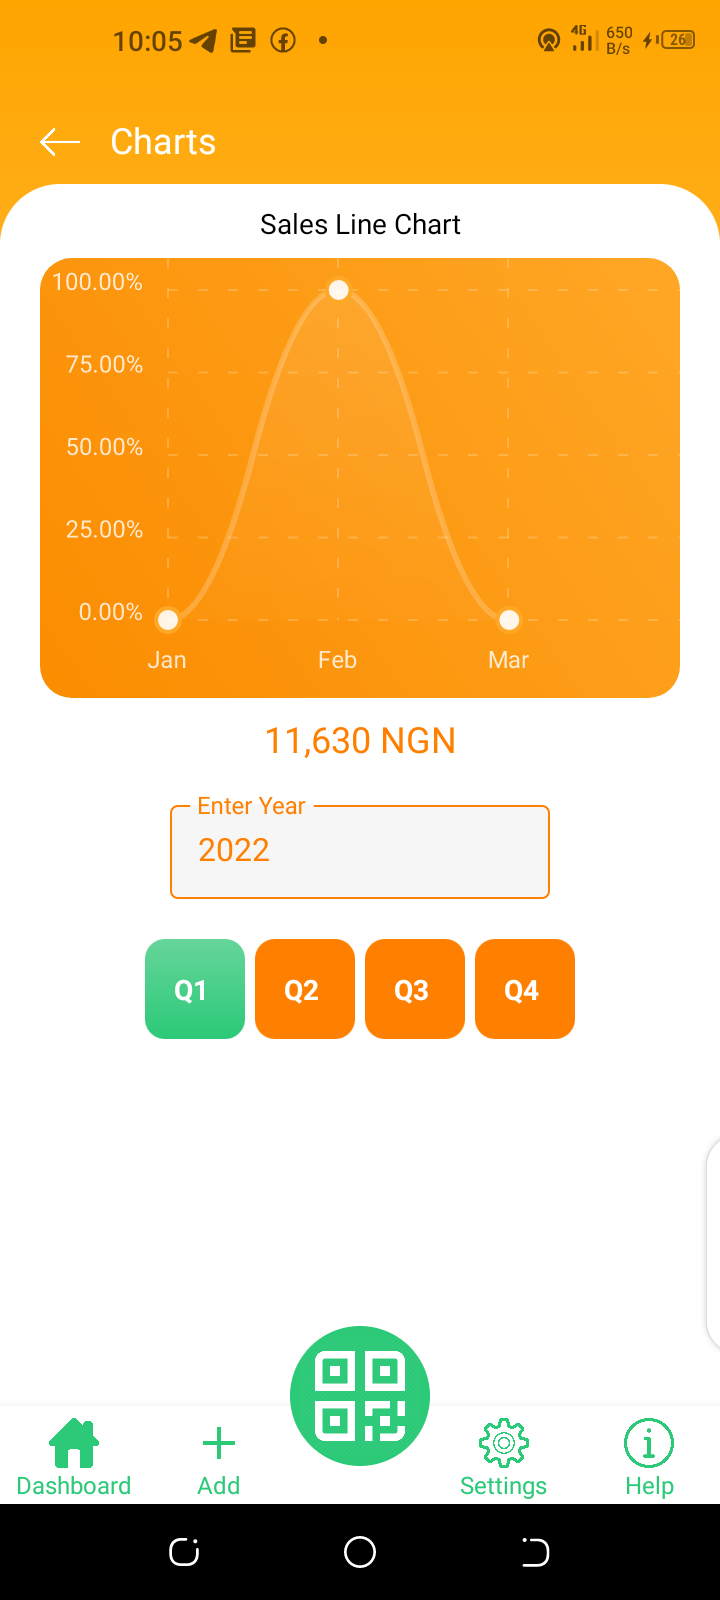 10:05
4G
650
B/s
26
Charts
Sales Line Chart
100.00%
75.00%
50.00%
25.00%
0.00%
Jan Feb Mar
11,630 NGN
Enter Year
2022
Q1 Q2 Q3 Q4
Dashboard Add Settings Help